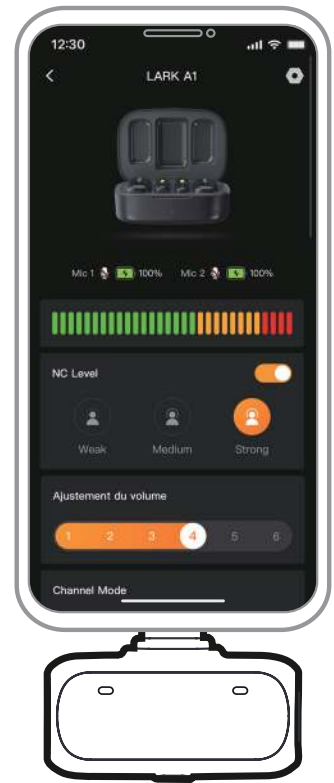 12:30
LARK A1
Mic 1 100% Mic 2 100%
NC Level
Weak Medium Strong
Ajustement du volume
1 2 3 4 5 6
Channel Mode